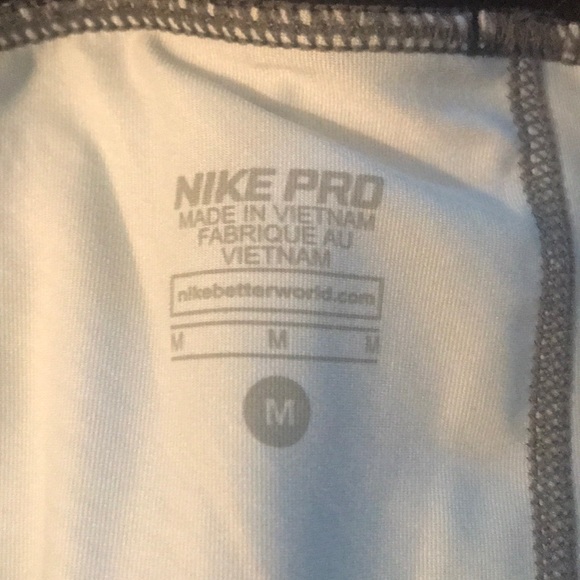 NIKE PRO
MADE IN VIETNAM
FABRIQUE AU
VIETNAM
nikebetterworld.com
M M M
M